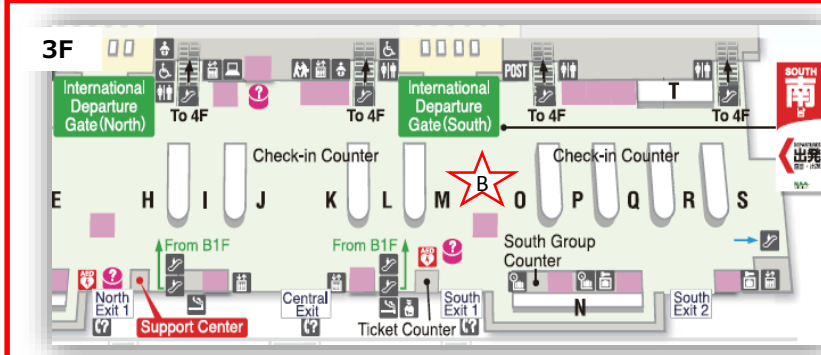 3F
International
Departure
Gate(North)
International
Departure
Gate(South)
POST
T
To 4F
To 4F
To 4F
To 4F
SOUTH
南
出発
Check-in Counter
Check-in Counter
B
E
H
I
J
K
L
M
O
P
Q
R
S
From B1F
From B1F
South Group
Counter
AED
AED
North
Exit 1
Support Center
Central
Exit
Ticket Counter
South
Exit 1
N
South
Exit 2